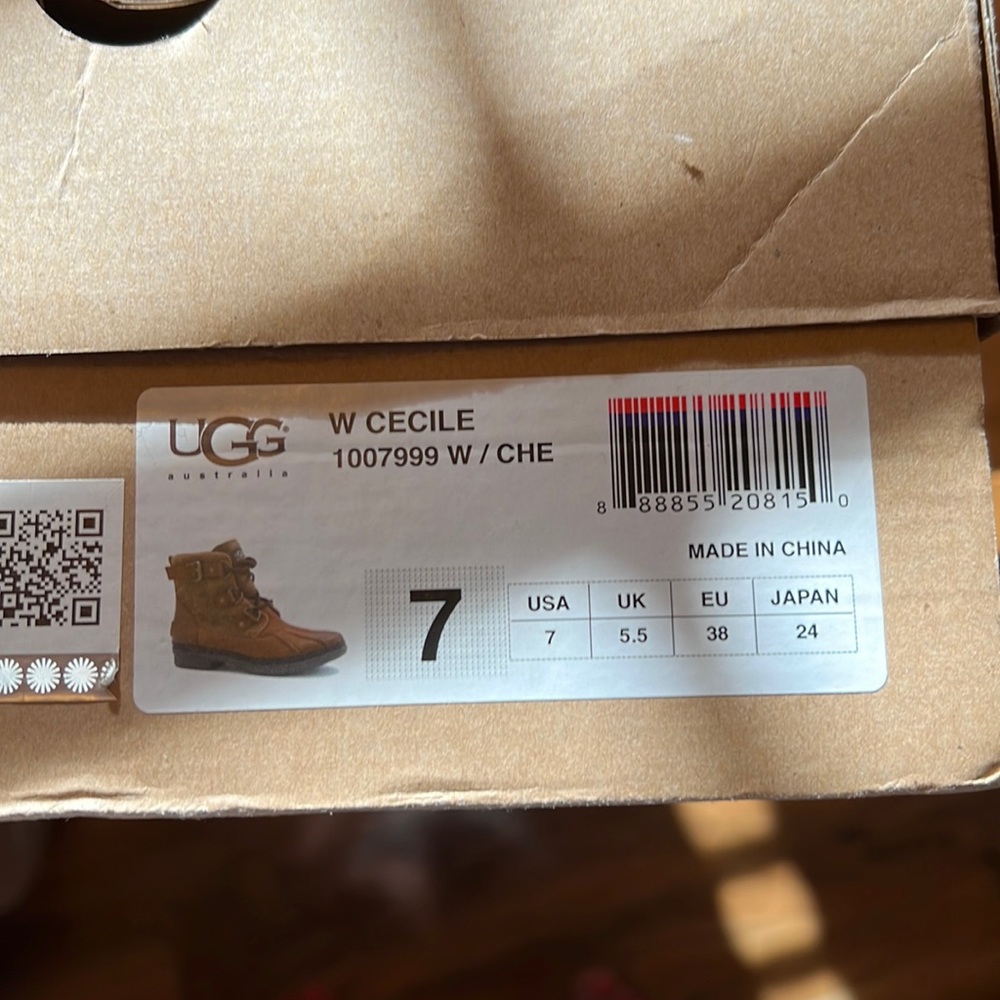 UGG®
australia
W CECILE
1007999 W / CHE
8 88855 20815 0
MADE IN CHINA
7
USA UK EU JAPAN
7 5.5 38 24